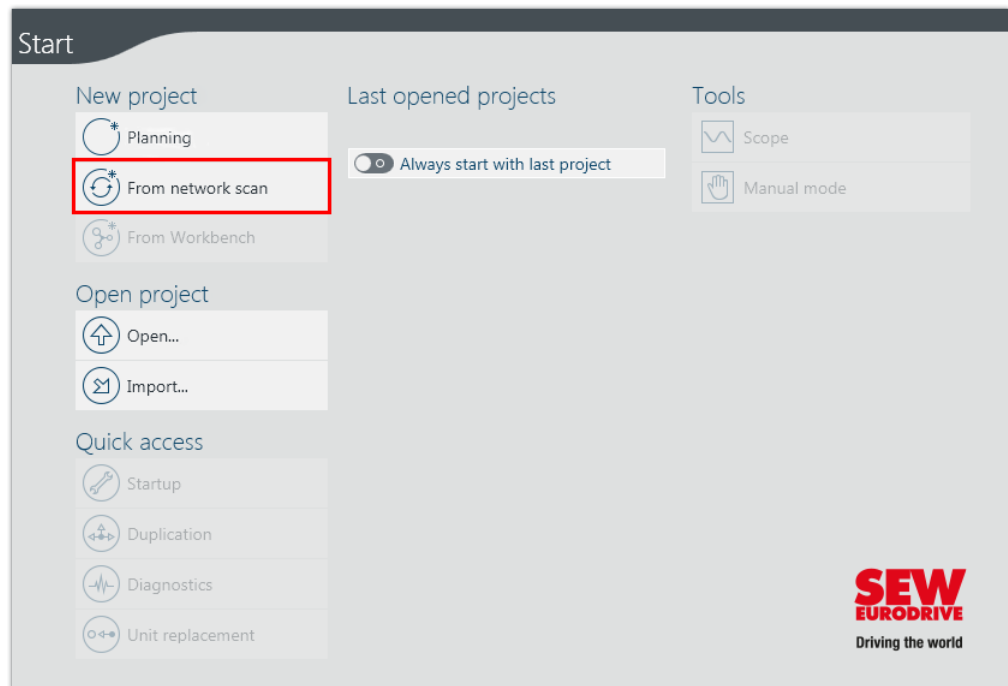 Start
New project
Planning
From network scan
From Workbench
Open project
Open...
Import...
Quick access
Startup
Duplication
Diagnostics
Unit replacement
Last opened projects
Always start with last project
Tools
Scope
Manual mode
SEW
EURODRIVE
Driving the world